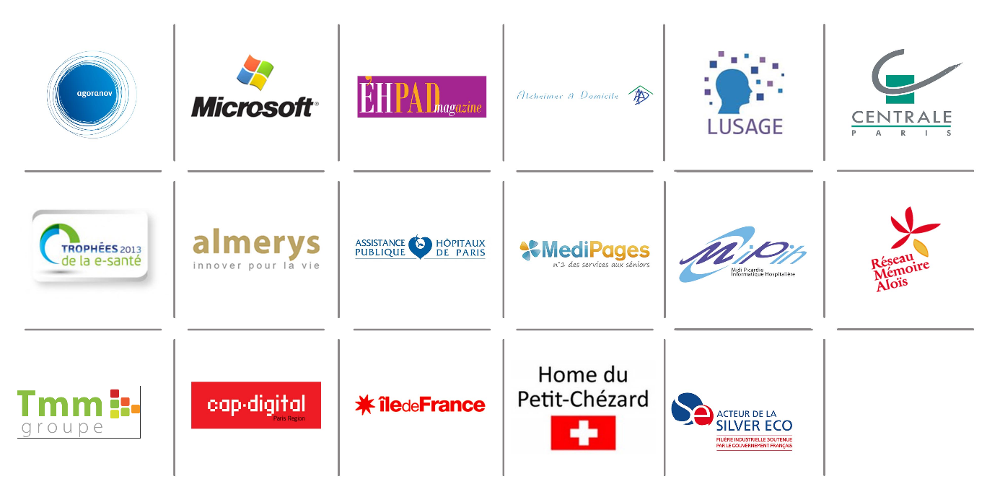 agoranov
Microsoft®
ÉHPAD
magazine
Alzheimer à Domicile
LUSAGE
CENTRALE
PARIS
TROPHÉES 2013
de la e-santé
almerys
innover pour la vie
ASSISTANCE HÔPITAUX
PUBLIQUE DE PARIS
MediPages
n°1 des services aux séniors
MiPih
Midi Picardie
Informatique Hospitalière
Réseau
Mémoire
Aloïs
Tmm
groupe
cap·digital
Paris Region
îledeFrance
Home du
Petit-Chézard
Se
ACTEUR DE LA
SILVER ECO
FILIÈRE INDUSTRIELLE SOUTENUE
PAR LE GOUVERNEMENT FRANÇAIS